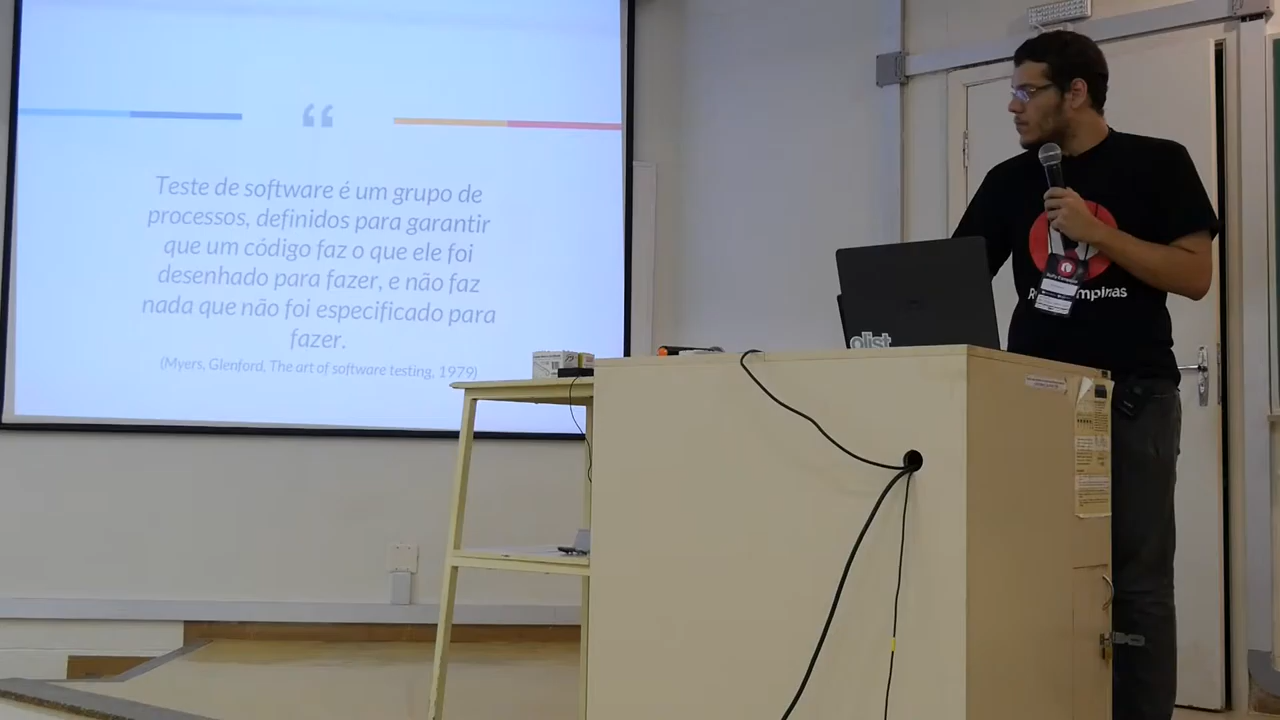 “
Teste de software é um grupo de
processos, definidos para garantir
que um código faz o que ele foi
desenhado para fazer, e não faz
nada que não foi especificado para
fazer.
(Myers, Glenford, The art of software testing, 1979)
olist